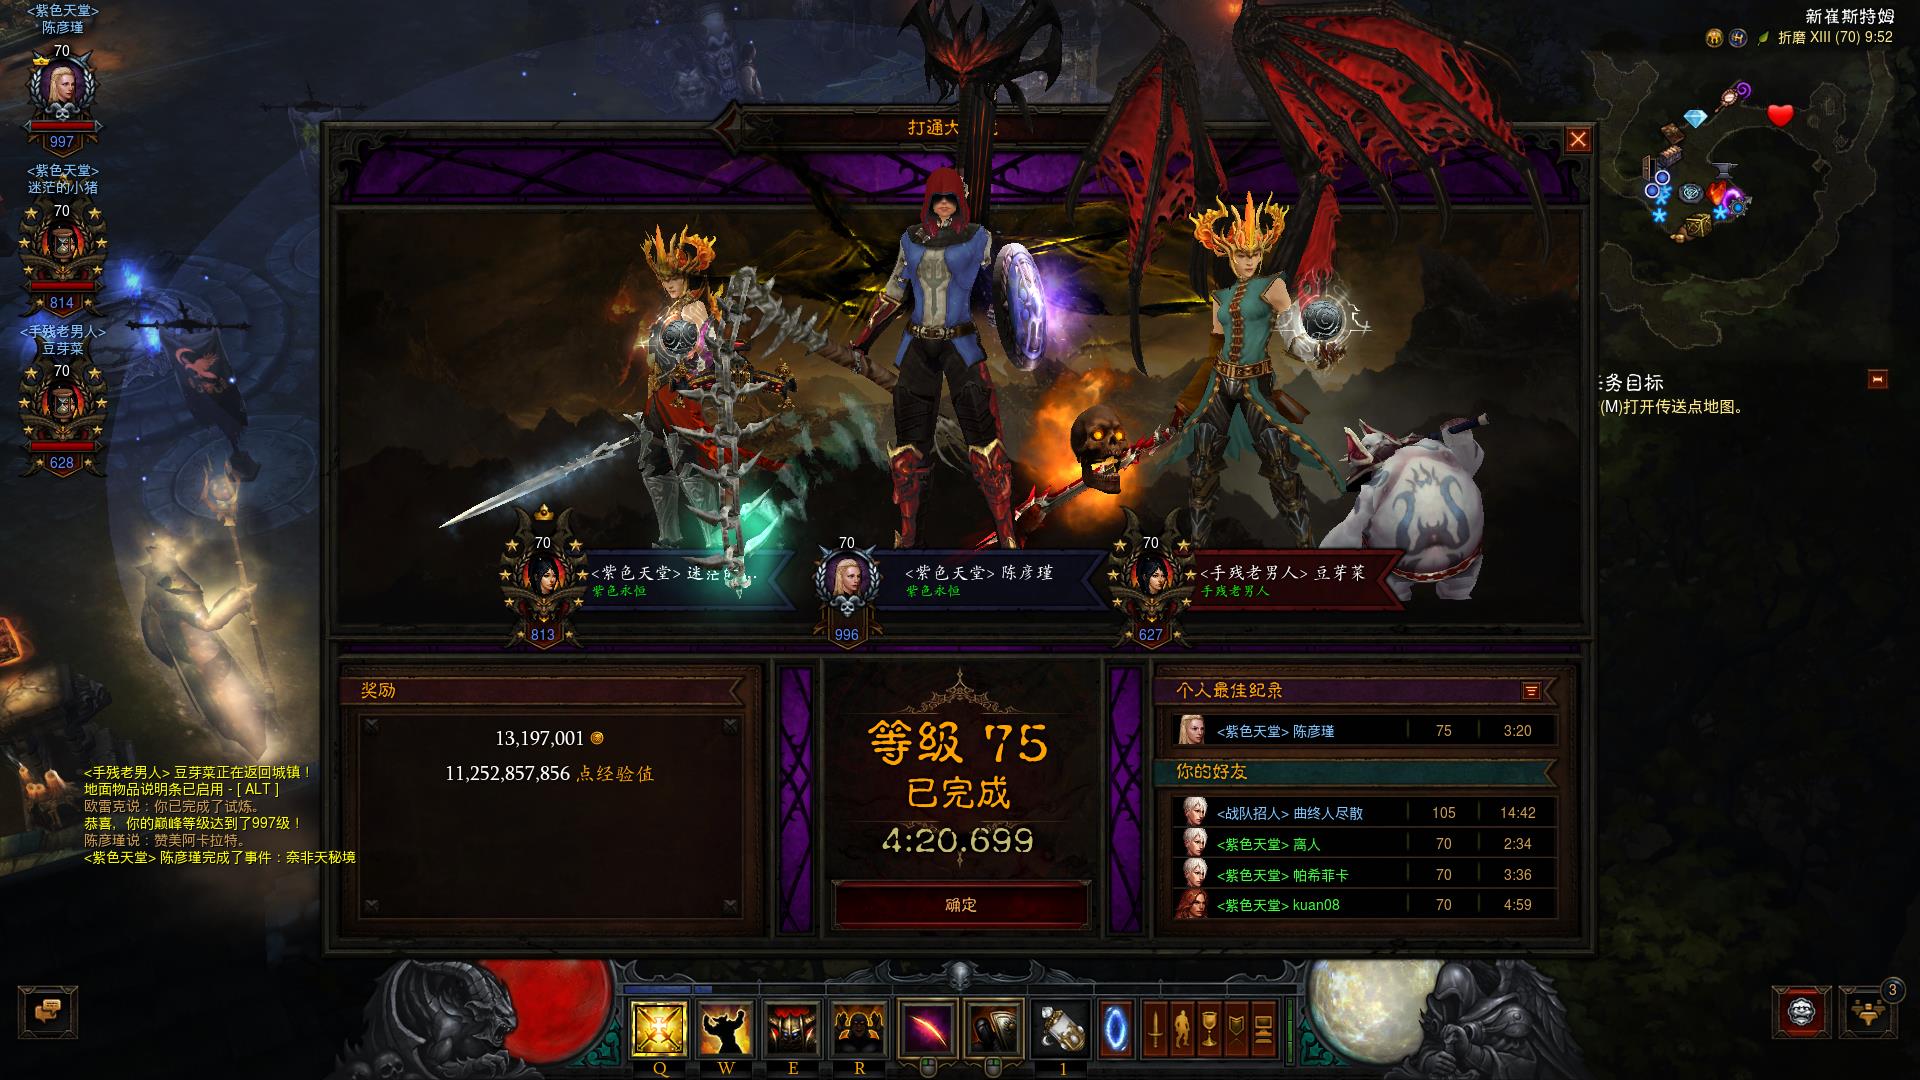 <紫色天堂>
陈彦瑾
70
997
<紫色天堂>
迷茫的小猪
70
814
<手残老男人>
豆芽菜
70
628
新崔斯特姆
折磨 XIII (70) 9:52
务目标
(M)打开传送点地图。
打通大
70
<紫色天堂> 迷茫的...
紫色永恒
813
70
<紫色天堂> 陈彦瑾
紫色永恒
996
70
<手残老男人> 豆芽菜
手残老男人
627
奖励
13,197,001
11,252,857,856 点经验值
等级 75
已完成
4:20.699
确定
个人最佳纪录
<紫色天堂> 陈彦瑾 75 3:20
你的好友
<战队招人> 曲终人尽散 105 14:42
<紫色天堂> 离人 70 2:34
<紫色天堂> 帕希菲卡 70 3:36
<紫色天堂> kuan08 70 4:59
<手残老男人> 豆芽菜正在返回城镇！
地面物品说明条已启用 - [ ALT ]
欧雷克说：你已完成了试炼。
恭喜，你的巅峰等级达到了997级！
陈彦瑾说：赞美阿卡拉特。
<紫色天堂> 陈彦瑾完成了事件：奈非天秘境
Q W E R 1
3